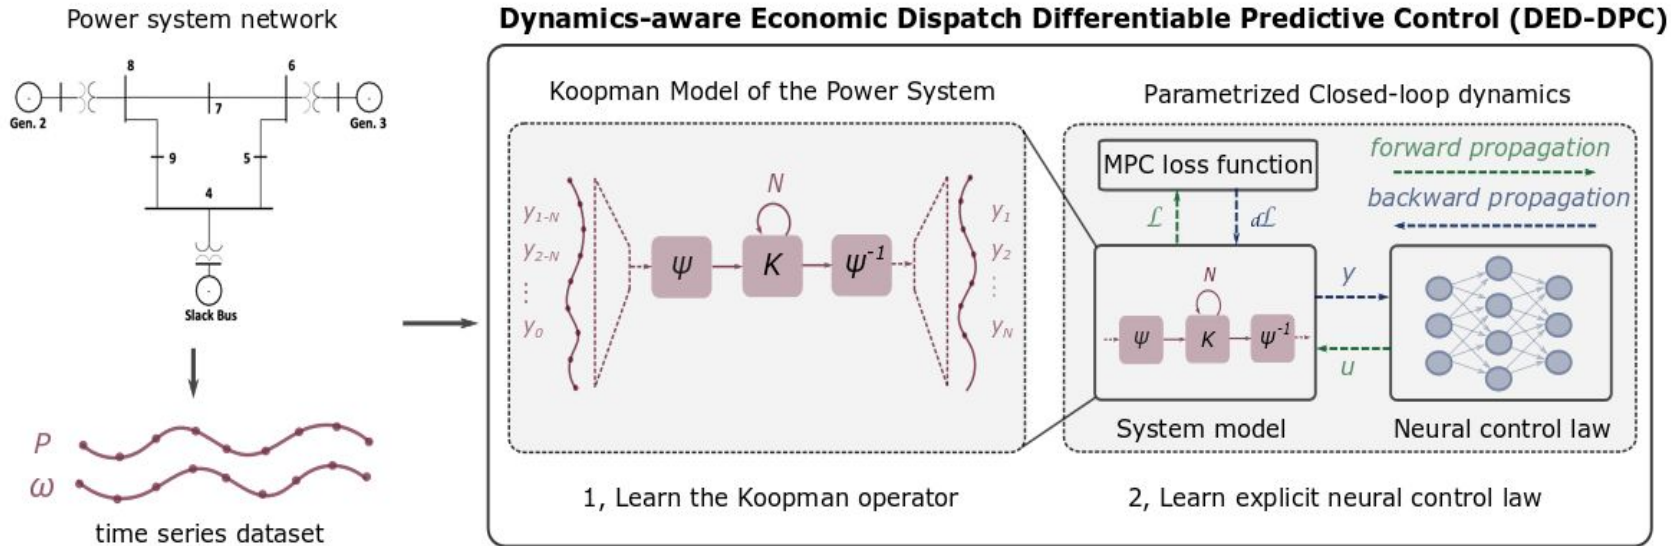 Power system network
8
6
7
Gen. 2
Gen. 3
9
5
4
Slack Bus
P
ω
time series dataset
Dynamics-aware Economic Dispatch Differentiable Predictive Control (DED-DPC)
Koopman Model of the Power System
y1-N
y2-N
⋮
y0
ψ
N
K
ψ-1
y1
y2
⋮
yN
1, Learn the Koopman operator
Parametrized Closed-loop dynamics
MPC loss function
forward propagation
backward propagation
ℒ
dℒ
N
ψ
K
ψ-1
y
u
System model
Neural control law
2, Learn explicit neural control law